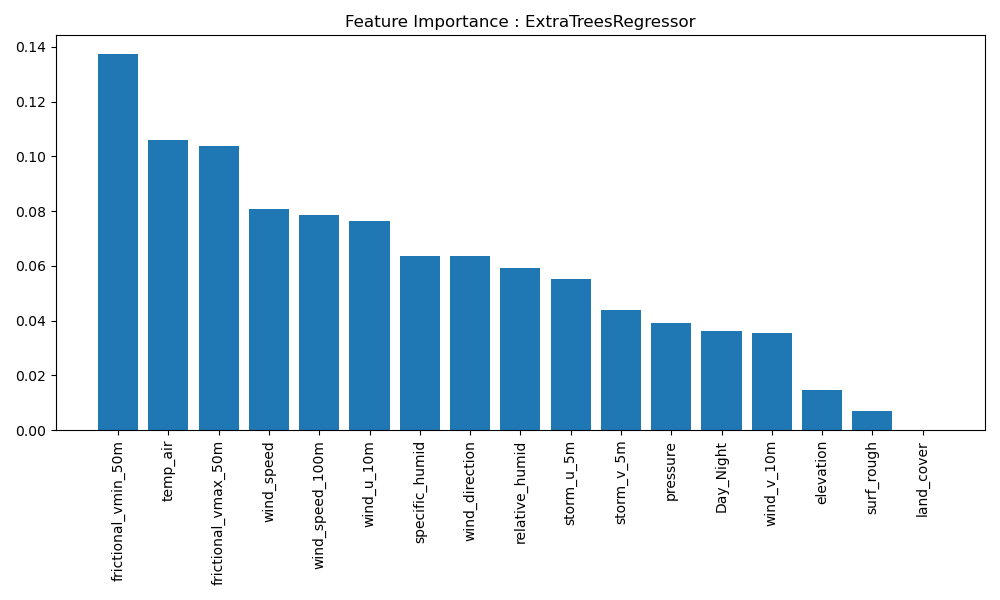 Feature Importance : ExtraTreesRegressor
0.14
0.12
0.10
0.08
0.06
0.04
0.02
0.00
frictional_vmin_50m
temp_air
frictional_vmax_50m
wind_speed
wind_speed_100m
wind_u_10m
specific_humid
wind_direction
relative_humid
storm_u_5m
storm_v_5m
pressure
Day_Night
wind_v_10m
elevation
surf_rough
land_cover